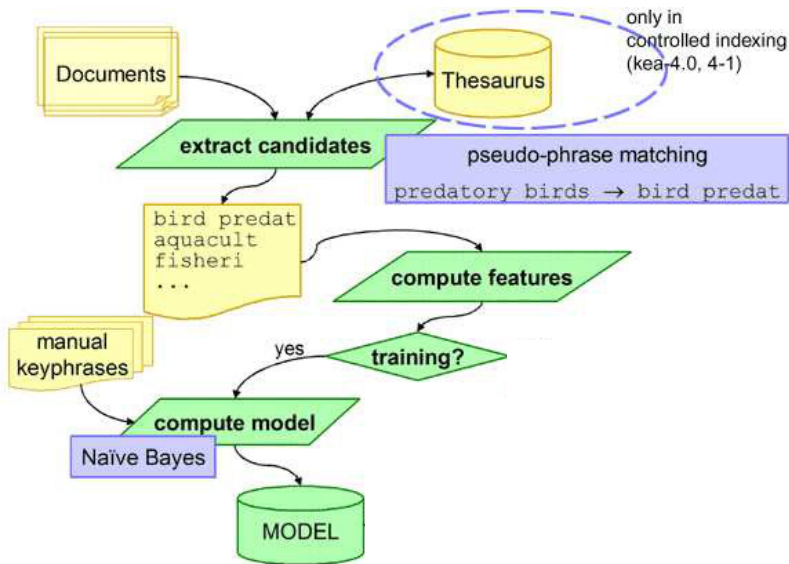 only in
controlled indexing
(kea-4.0, 4-1)
Documents
Thesaurus
extract candidates
pseudo-phrase matching
predatory birds → bird predat
bird predat
aquacult
fisheri
...
compute features
manual
keyphrases
yes
training?
compute model
Naïve Bayes
MODEL